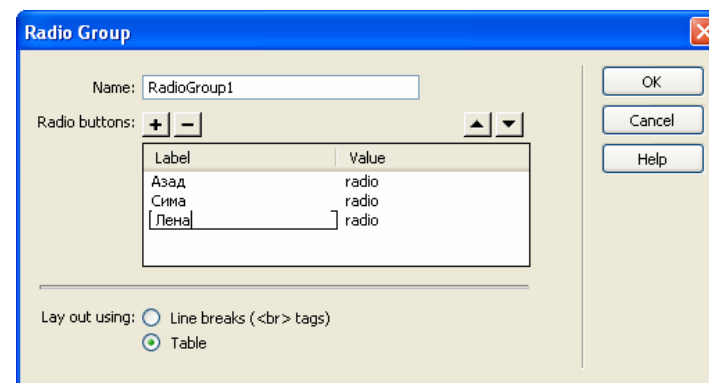 Radio Group
Name: RadioGroup1
OK
Radio buttons:
Cancel
Label Value
Help
Азад radio
Сима radio
Лена radio
Lay out using: Line breaks (<br> tags)
Table